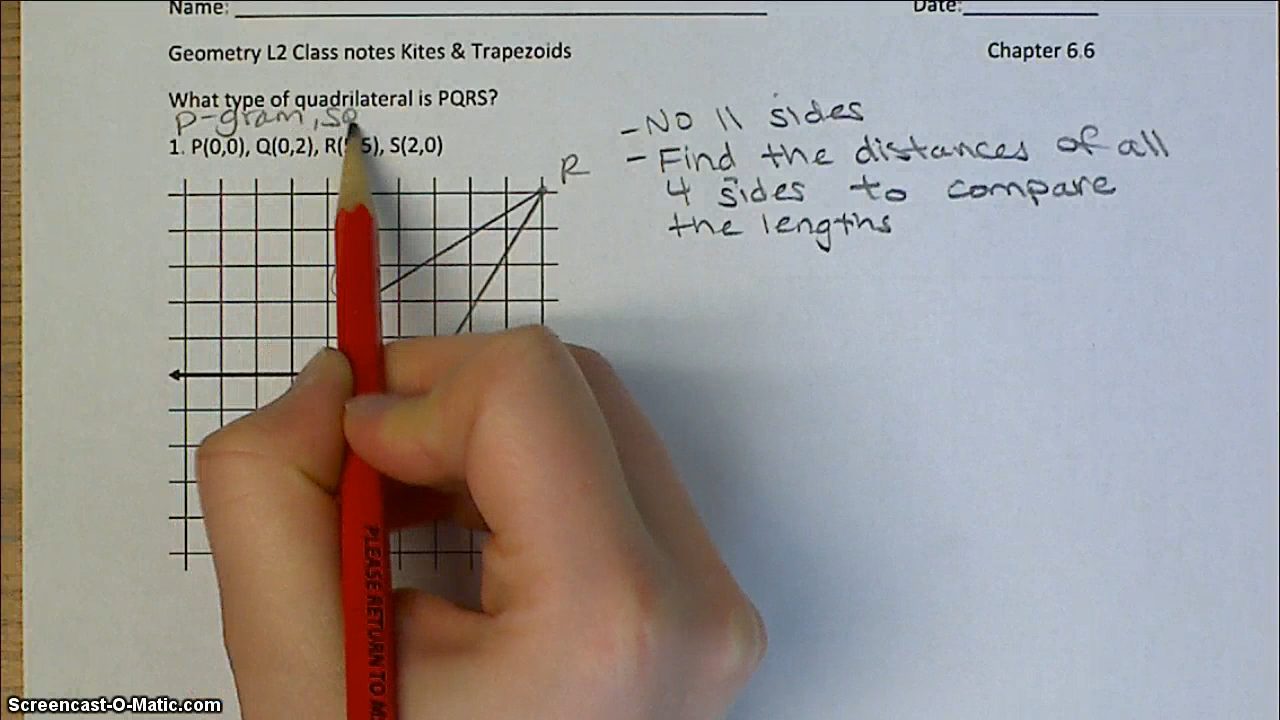 Name: Date:
Geometry L2 Class notes Kites & Trapezoids Chapter 6.6
What type of quadrilateral is PQRS?
p-gram, sq
1. P(0,0), Q(0,2), R( 5), S(2,0)
R
- No || sides
- Find the distances of all
4 sides to compare
the lengths
PLEASE RETURN TO
Screencast-O-Matic.com